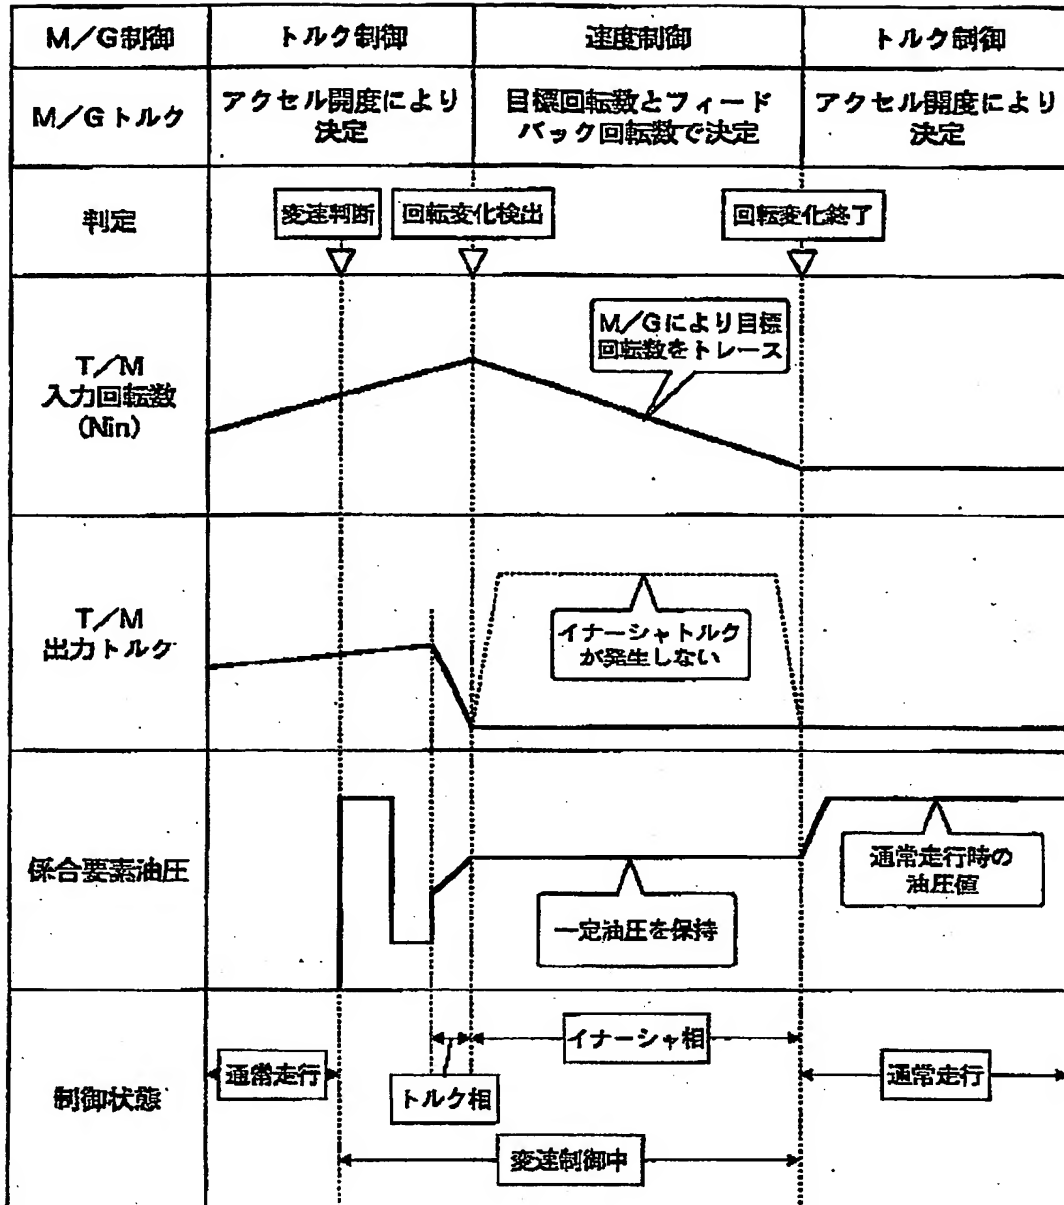 M/G制御
トルク制御
速度制御
トルク制御
M/Gトルク
アクセル開度により
決定
目標回転数とフィード
バック回転数で決定
アクセル開度により
決定
判定
変速判断
回転変化検出
回転変化終了
T/M
入力回転数
(Nin)
M/Gにより目標
回転数をトレース
T/M
出力トルク
イナーシャトルク
が発生しない
係合要素油圧
通常走行時の
油圧値
一定油圧を保持
制御状態
イナーシャ相
通常走行
通常走行
トルク相
変速制御中